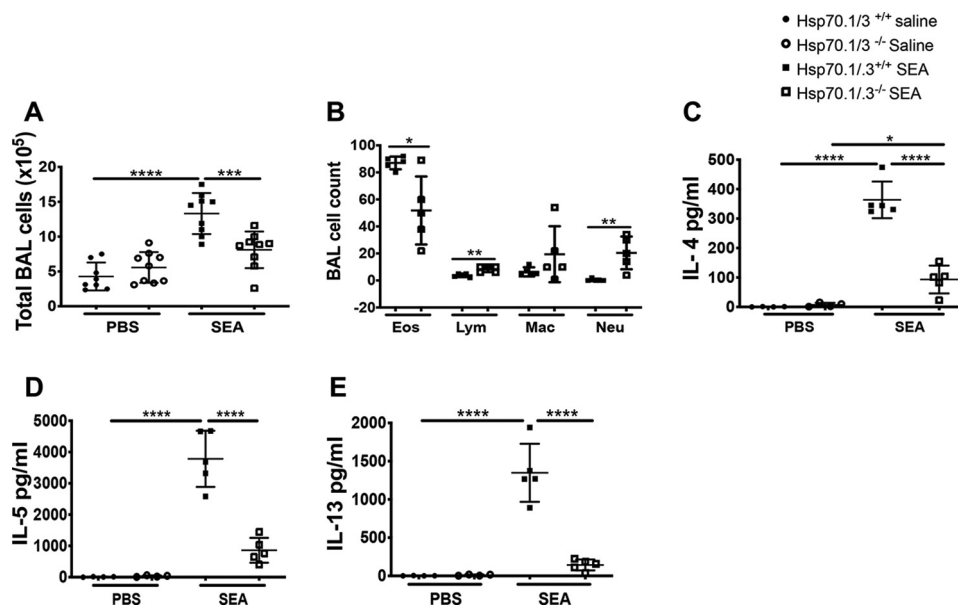 Hsp70.1/3 +/+ saline
Hsp70.1/3 -/- Saline
Hsp70.1/.3+/+ SEA
Hsp70.1/.3-/- SEA
A
Total BAL cells (x10⁵)
20
15
10
5
0
****
***
PBS
SEA
B
BAL cell count
100
80
60
40
20
0
-20
*
**
**
Eos
Lym
Mac
Neu
C
IL- 4 pg/ml
500
400
300
200
100
0
*
****
****
PBS
SEA
D
IL-5 pg/ml
5000
4000
3000
2000
1000
0
****
****
PBS
SEA
E
IL-13 pg/ml
2000
1500
1000
500
0
****
****
PBS
SEA